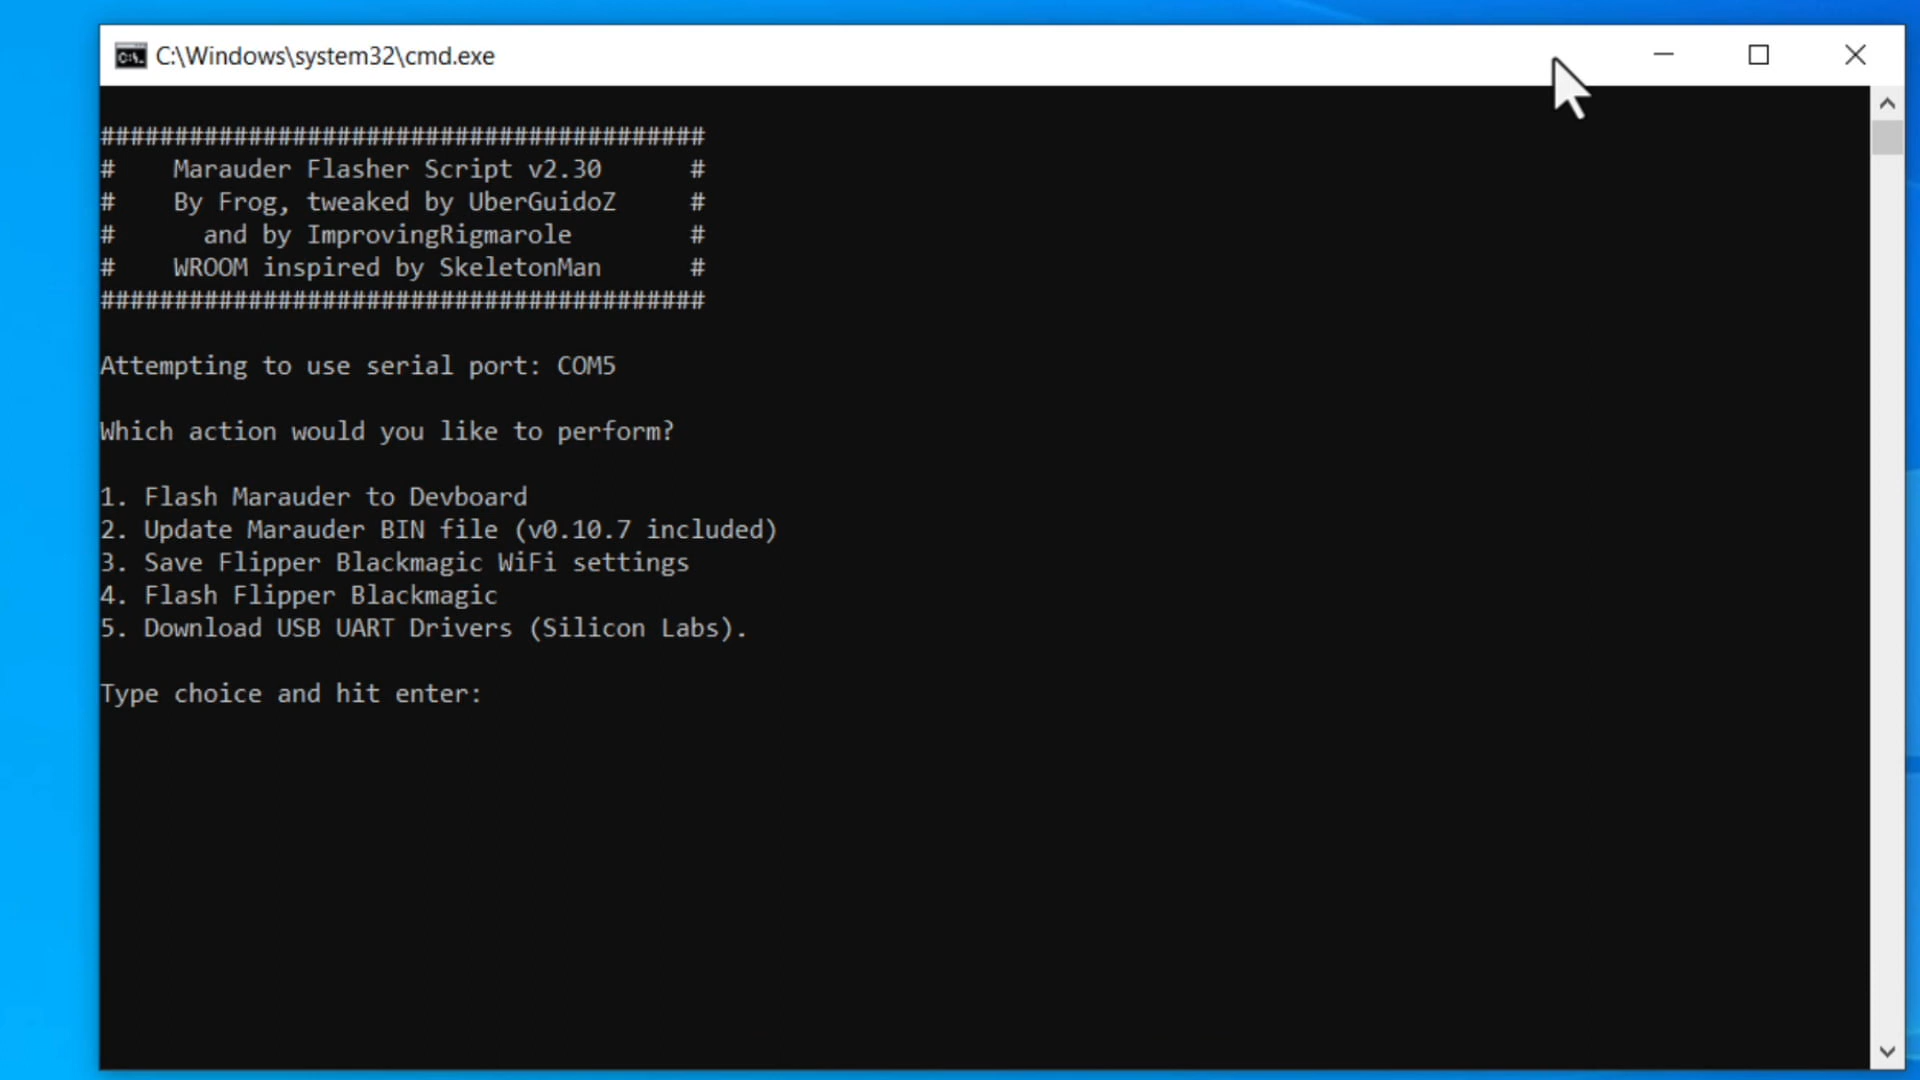 C:\Windows\system32\cmd.exe
#########################################
#    Marauder Flasher Script v2.30      #
#    By Frog, tweaked by UberGuidoZ     #
#      and by ImprovingRigmarole        #
#    WROOM inspired by SkeletonMan      #
#########################################
Attempting to use serial port: COM5
Which action would you like to perform?
1. Flash Marauder to Devboard
2. Update Marauder BIN file (v0.10.7 included)
3. Save Flipper Blackmagic WiFi settings
4. Flash Flipper Blackmagic
5. Download USB UART Drivers (Silicon Labs).
Type choice and hit enter: